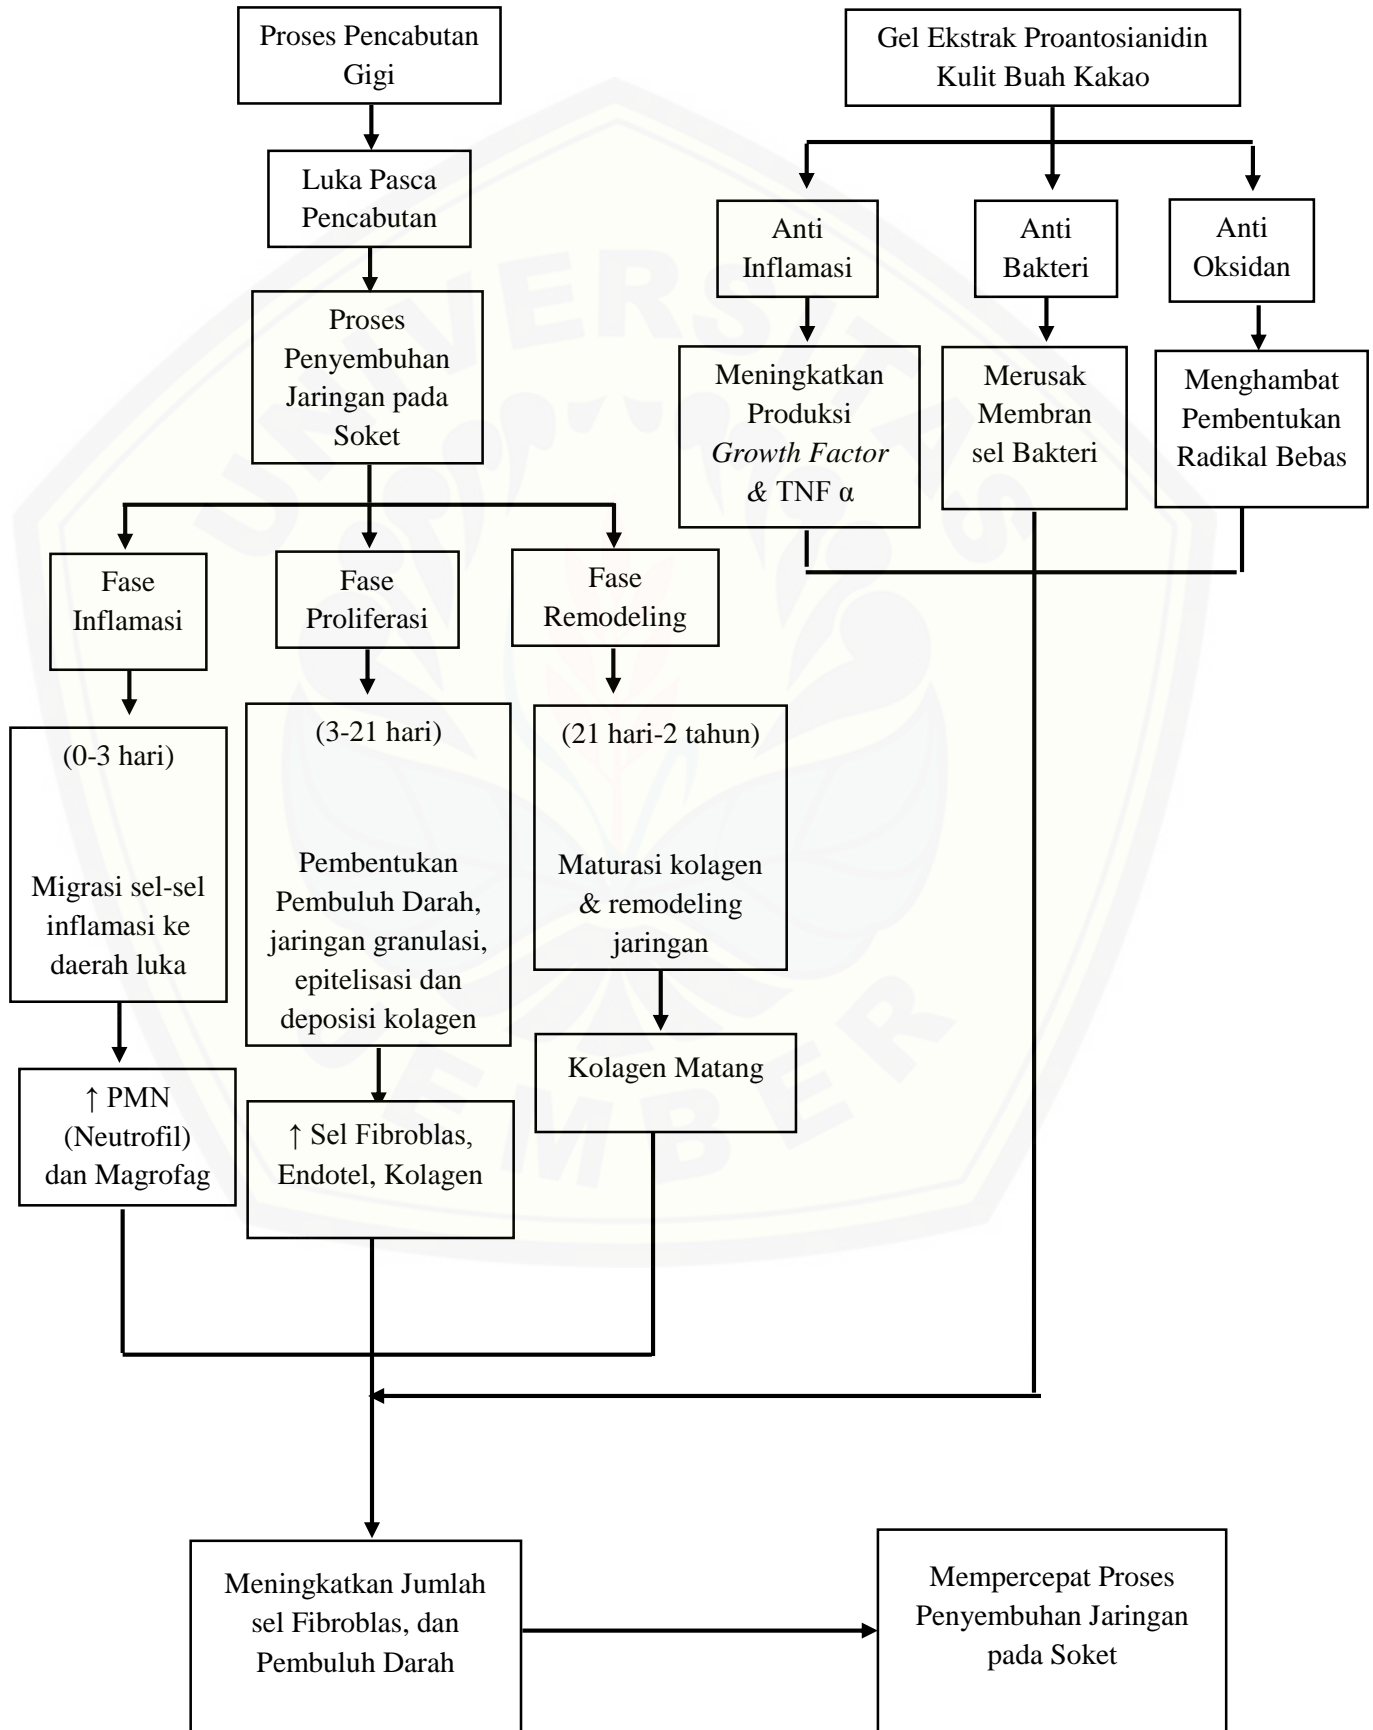 Proses Pencabutan
Gigi
Luka Pasca
Pencabutan
Proses
Penyembuhan
Jaringan pada
Soket
Fase
Inflamasi
Fase
Proliferasi
Fase
Remodeling
(0-3 hari)
Migrasi sel-sel
inflamasi ke
daerah luka
(3-21 hari)
Pembentukan
Pembuluh Darah,
jaringan granulasi,
epitelisasi dan
deposisi kolagen
(21 hari-2 tahun)
Maturasi kolagen
& remodeling
jaringan
↑ PMN
(Neutrofil)
dan Magrofag
↑ Sel Fibroblas,
Endotel, Kolagen
Kolagen Matang
Gel Ekstrak Proantosianidin
Kulit Buah Kakao
Anti
Inflamasi
Anti
Bakteri
Anti
Oksidan
Meningkatkan
Produksi
Growth Factor
& TNF α
Merusak
Membran
sel Bakteri
Menghambat
Pembentukan
Radikal Bebas
Meningkatkan Jumlah
sel Fibroblas, dan
Pembuluh Darah
Mempercepat Proses
Penyembuhan Jaringan
pada Soket
UNIVERSITAS
JEMBER